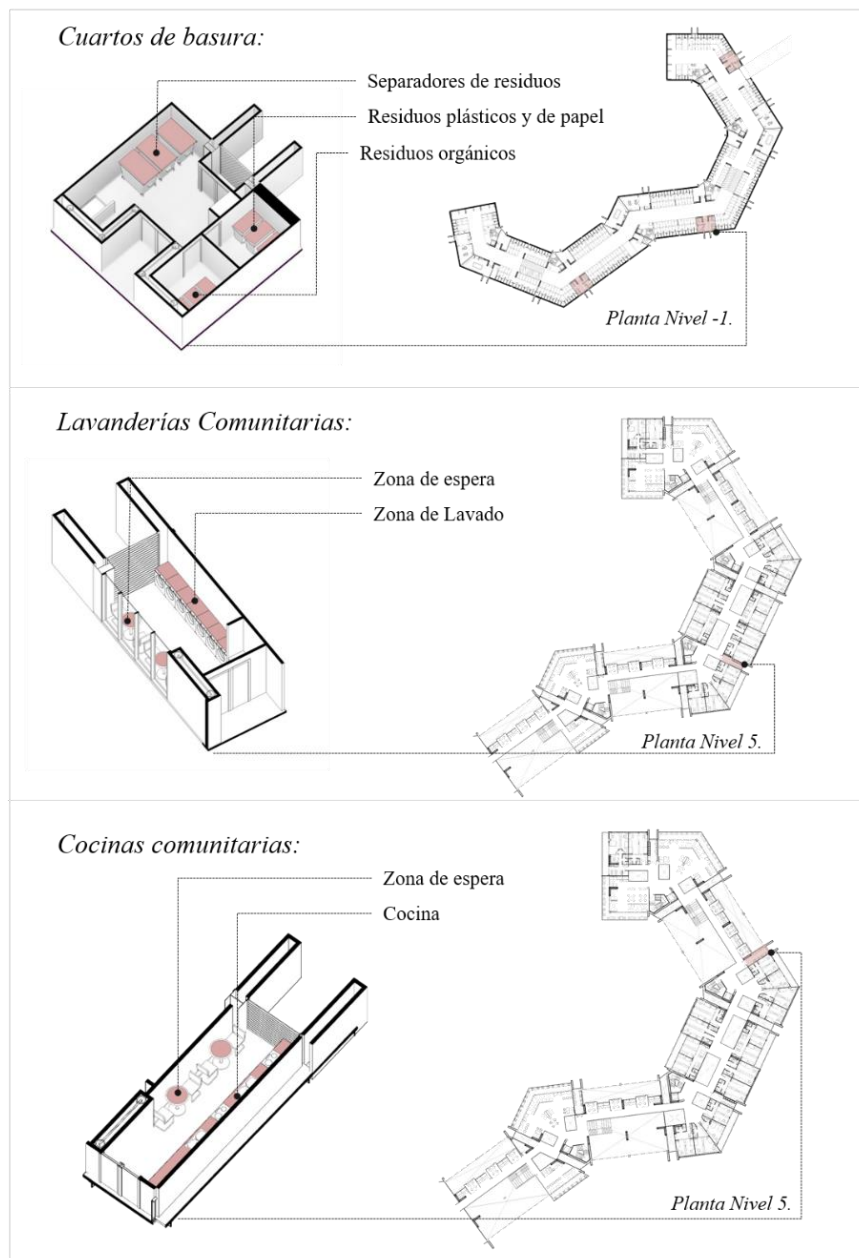 Cuartos de basura:
Separadores de residuos
Residuos plásticos y de papel
Residuos orgánicos
Planta Nivel -1.
Lavanderías Comunitarias:
Zona de espera
Zona de Lavado
Planta Nivel 5.
Cocinas comunitarias:
Zona de espera
Cocina
Planta Nivel 5.